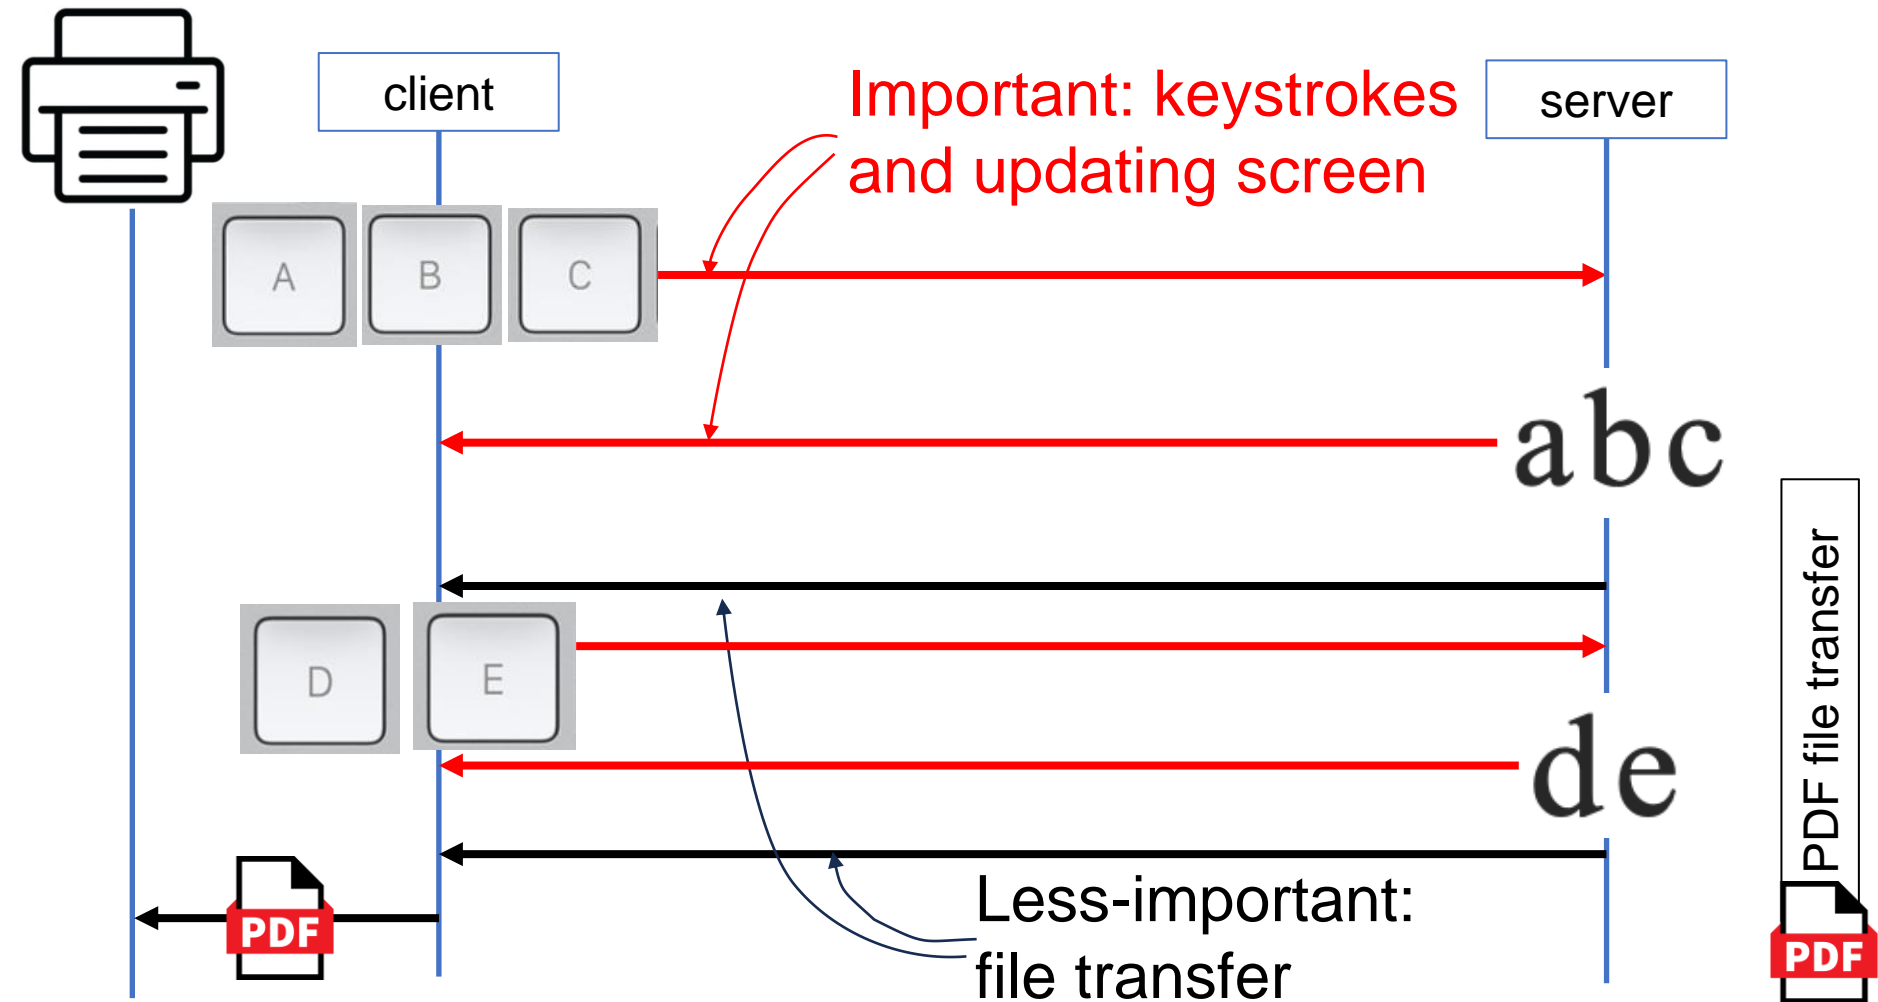 client
Important: keystrokes
and updating screen
server
A
B
C
abc
PDF file transfer
D
E
de
Less-important:
file transfer
PDF
PDF